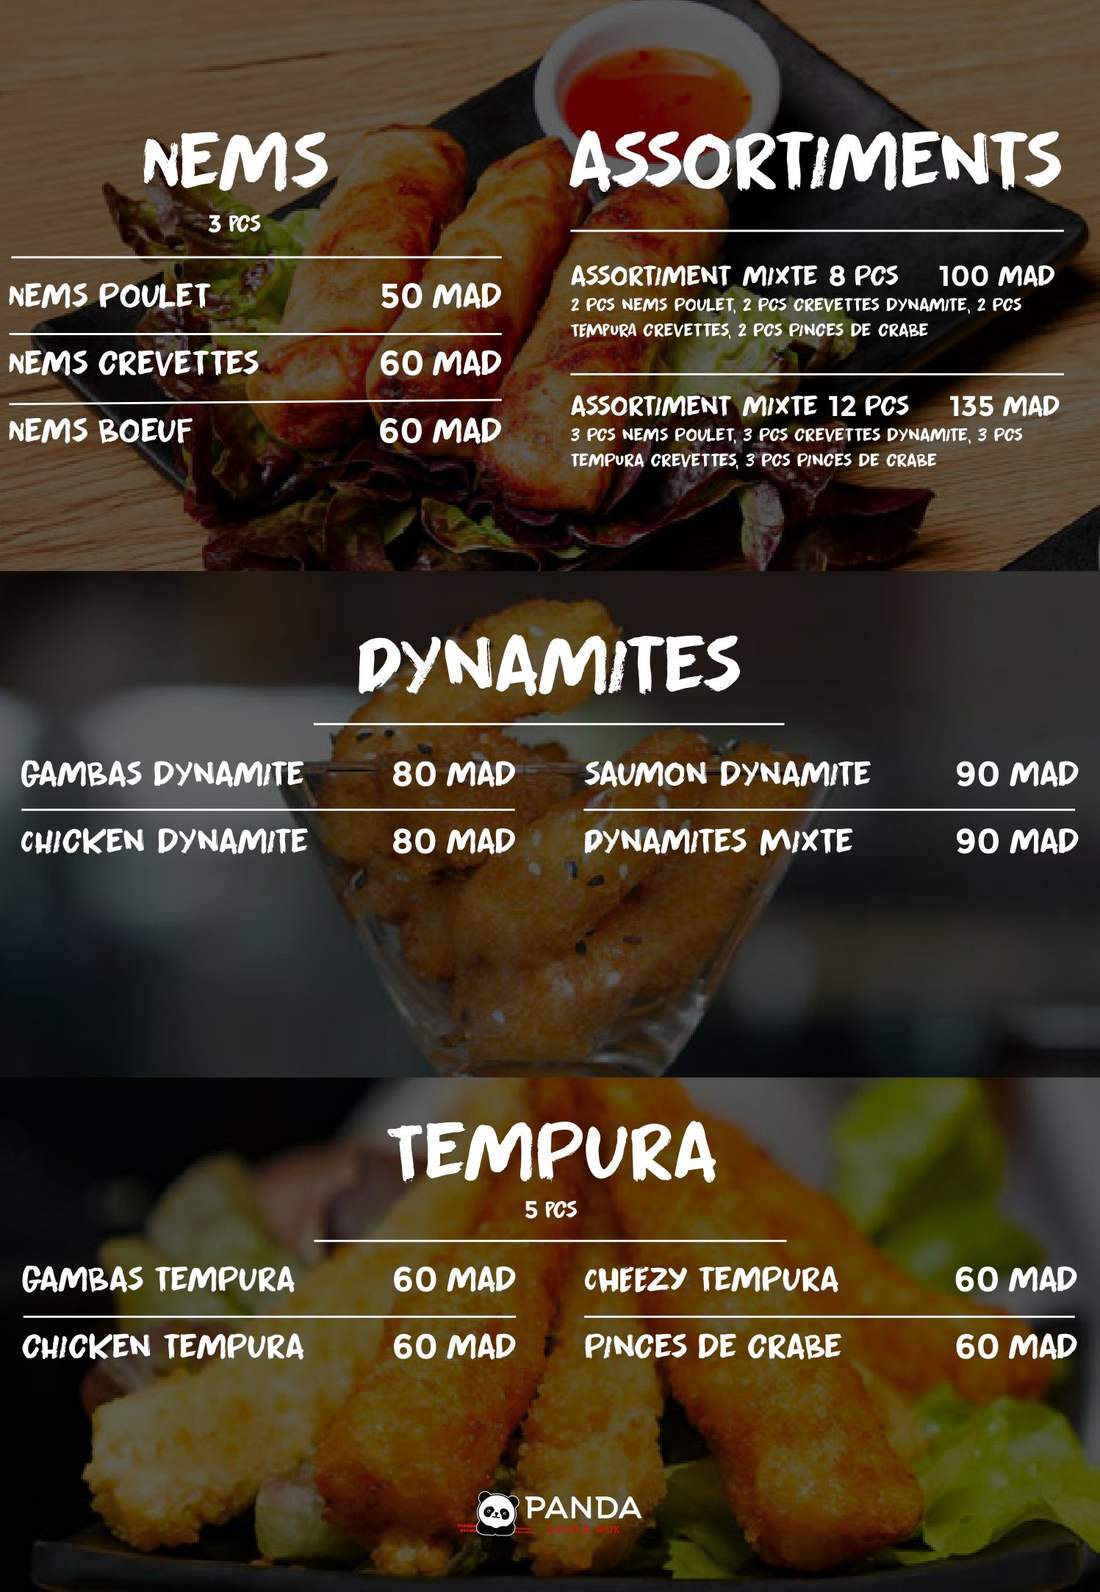 NEMS
3 PCS
NEMS POULET 50 MAD
NEMS CREVETTES 60 MAD
NEMS BOEUF 60 MAD
ASSORTIMENTS
ASSORTIMENT MIXTE 8 PCS 100 MAD
2 PCS NEMS POULET, 2 PCS CREVETTES DYNAMITE, 2 PCS
TEMPURA CREVETTES, 2 PCS PINCES DE CRABE
ASSORTIMENT MIXTE 12 PCS 135 MAD
3 PCS NEMS POULET, 3 PCS CREVETTES DYNAMITE, 3 PCS
TEMPURA CREVETTES, 3 PCS PINCES DE CRABE
DYNAMITES
GAMBAS DYNAMITE 80 MAD
CHICKEN DYNAMITE 80 MAD
SAUMON DYNAMITE 90 MAD
DYNAMITES MIXTE 90 MAD
TEMPURA
5 PCS
GAMBAS TEMPURA 60 MAD
CHICKEN TEMPURA 60 MAD
CHEEZY TEMPURA 60 MAD
PINCES DE CRABE 60 MAD
PANDA
WOK